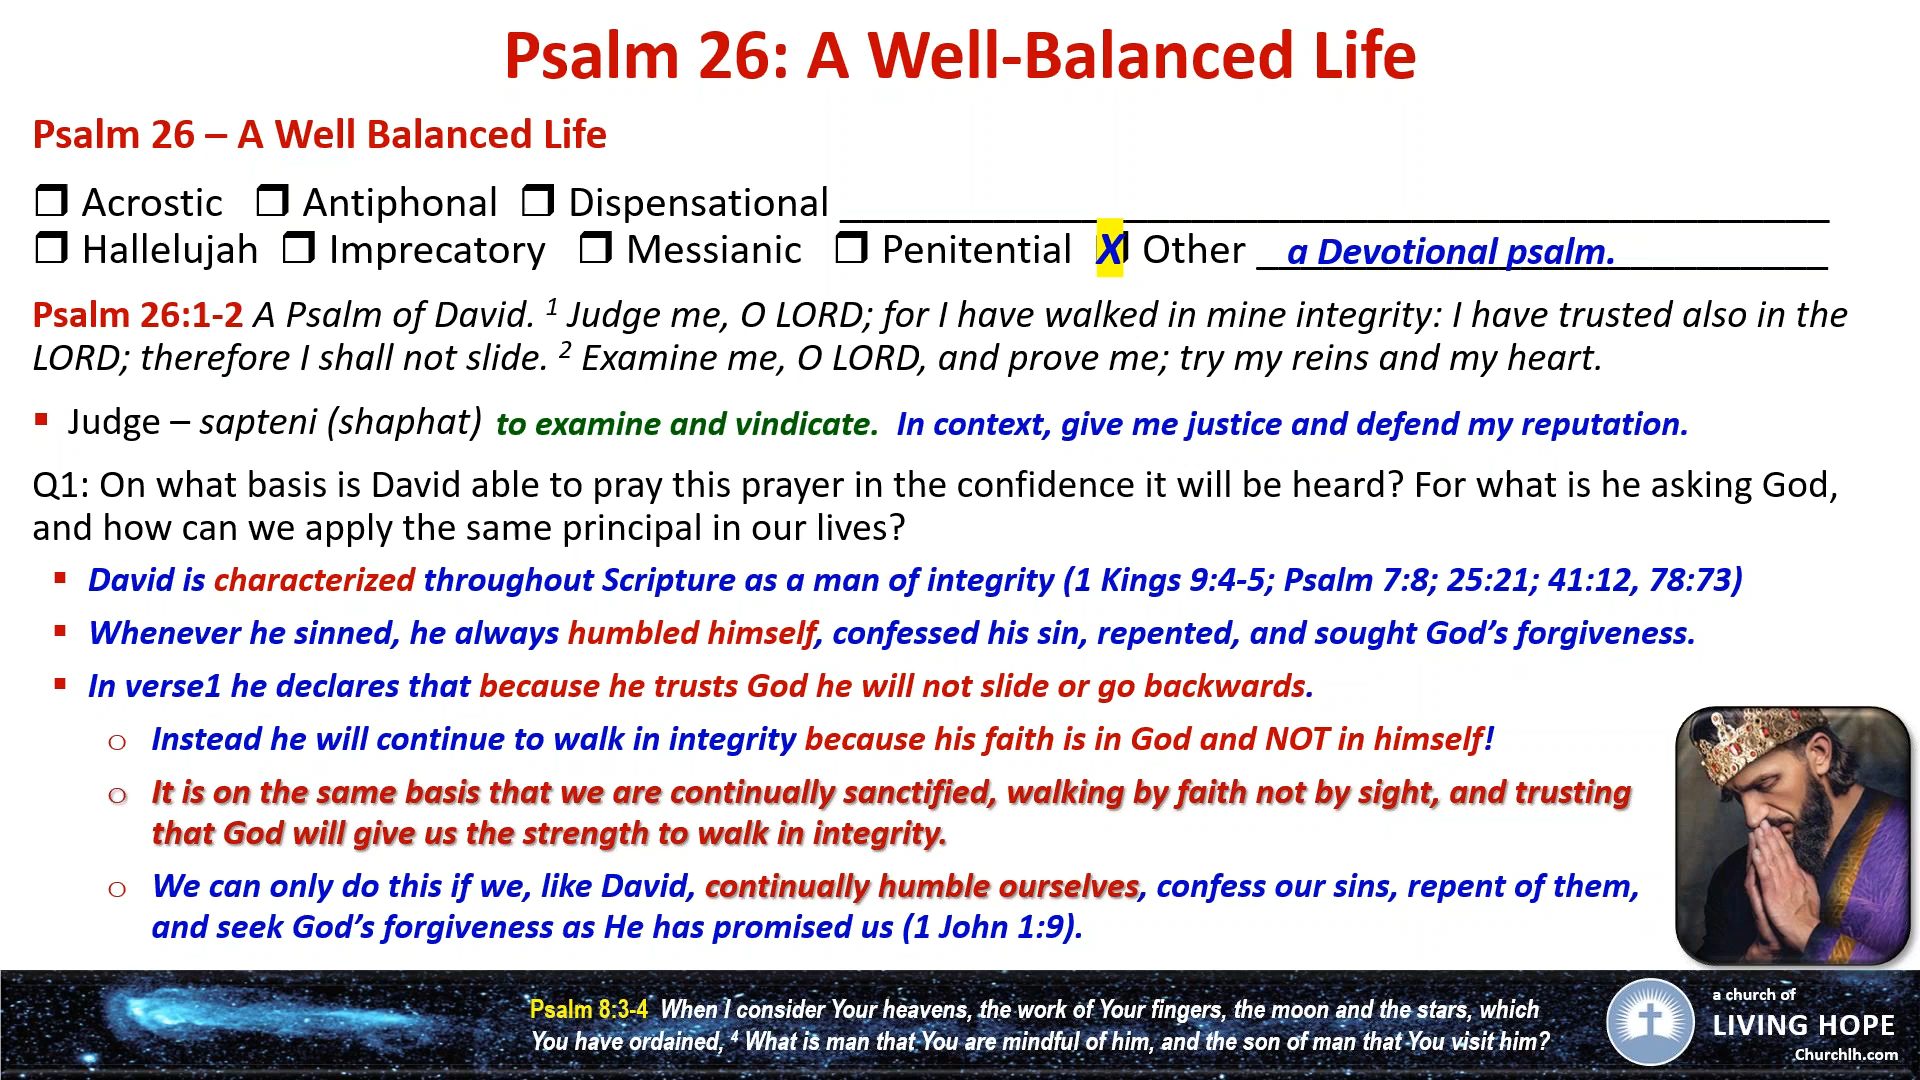 Psalm 26: A Well-Balanced Life
Psalm 26 – A Well Balanced Life
❒ Acrostic ❒ Antiphonal ❒ Dispensational ______________________________________________
❒ Hallelujah ❒ Imprecatory ❒ Messianic ❒ Penitential X Other _a Devotional psalm.__________
Psalm 26:1-2 A Psalm of David. 1 Judge me, O LORD; for I have walked in mine integrity: I have trusted also in the
LORD; therefore I shall not slide. 2 Examine me, O LORD, and prove me; try my reins and my heart.
▪ Judge – sapteni (shaphat) to examine and vindicate. In context, give me justice and defend my reputation.
Q1: On what basis is David able to pray this prayer in the confidence it will be heard? For what is he asking God,
and how can we apply the same principal in our lives?
▪ David is characterized throughout Scripture as a man of integrity (1 Kings 9:4-5; Psalm 7:8; 25:21; 41:12, 78:73)
▪ Whenever he sinned, he always humbled himself, confessed his sin, repented, and sought God’s forgiveness.
▪ In verse1 he declares that because he trusts God he will not slide or go backwards.
o Instead he will continue to walk in integrity because his faith is in God and NOT in himself!
o It is on the same basis that we are continually sanctified, walking by faith not by sight, and trusting
that God will give us the strength to walk in integrity.
o We can only do this if we, like David, continually humble ourselves, confess our sins, repent of them,
and seek God’s forgiveness as He has promised us (1 John 1:9).
Psalm 8:3-4 When I consider Your heavens, the work of Your fingers, the moon and the stars, which
You have ordained, 4 What is man that You are mindful of him, and the son of man that You visit him?
a church of
LIVING HOPE
Churchlh.com